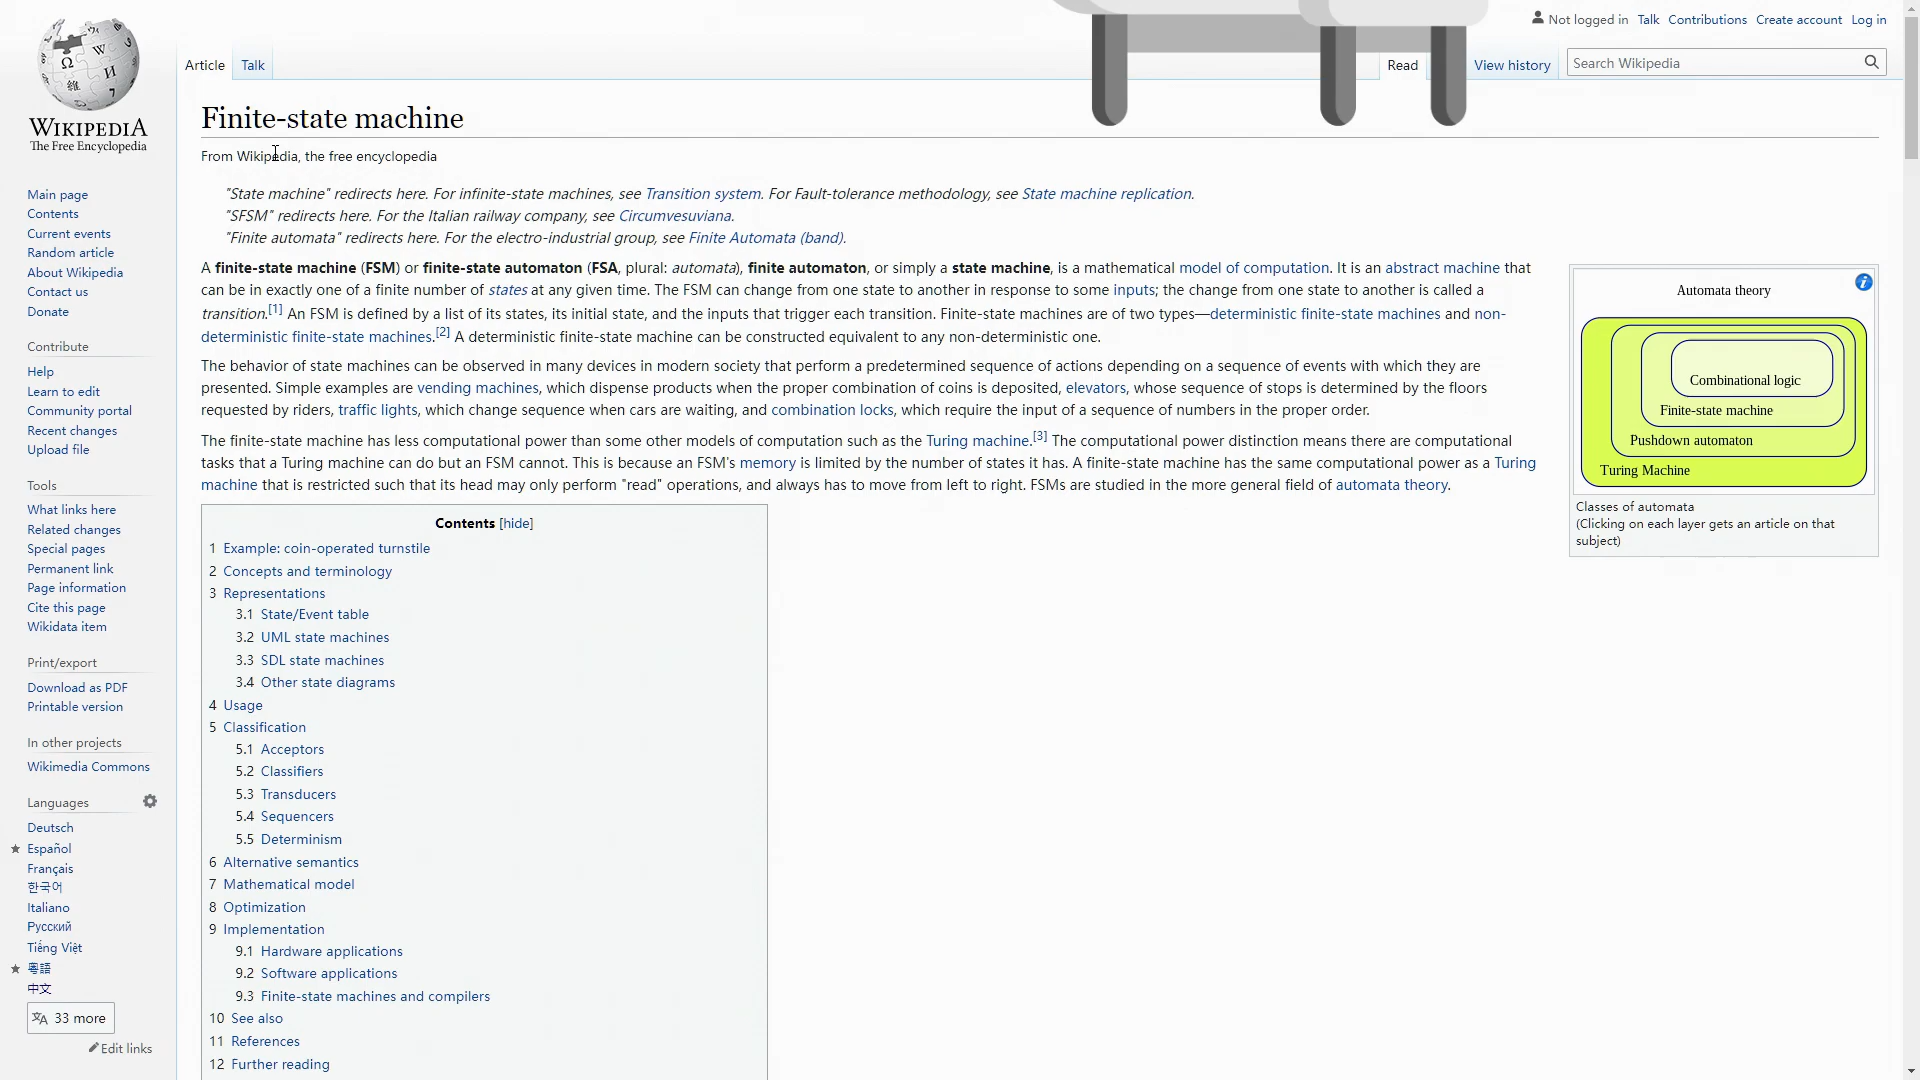 Not logged in Talk Contributions Create account Log in
Article Talk Read View history Search Wikipedia
WIKIPEDIA
The Free Encyclopedia
Main page
Contents
Current events
Random article
About Wikipedia
Contact us
Donate
Contribute
Help
Learn to edit
Community portal
Recent changes
Upload file
Tools
What links here
Related changes
Special pages
Permanent link
Page information
Cite this page
Wikidata item
Print/export
Download as PDF
Printable version
In other projects
Wikimedia Commons
Languages
Deutsch
Español
Français
한국어
Italiano
Русский
Tiếng Việt
粵語
中文
33 more
Edit links
Finite-state machine
From Wikipedia, the free encyclopedia
"State machine" redirects here. For infinite-state machines, see Transition system. For Fault-tolerance methodology, see State machine replication.
"SFSM" redirects here. For the Italian railway company, see Circumvesuviana.
"Finite automata" redirects here. For the electro-industrial group, see Finite Automata (band).
A finite-state machine (FSM) or finite-state automaton (FSA, plural: automata), finite automaton, or simply a state machine, is a mathematical model of computation. It is an abstract machine that
can be in exactly one of a finite number of states at any given time. The FSM can change from one state to another in response to some inputs; the change from one state to another is called a
transition.[1] An FSM is defined by a list of its states, its initial state, and the inputs that trigger each transition. Finite-state machines are of two types—deterministic finite-state machines and non-
deterministic finite-state machines.[2] A deterministic finite-state machine can be constructed equivalent to any non-deterministic one.
The behavior of state machines can be observed in many devices in modern society that perform a predetermined sequence of actions depending on a sequence of events with which they are
presented. Simple examples are vending machines, which dispense products when the proper combination of coins is deposited, elevators, whose sequence of stops is determined by the floors
requested by riders, traffic lights, which change sequence when cars are waiting, and combination locks, which require the input of a sequence of numbers in the proper order.
The finite-state machine has less computational power than some other models of computation such as the Turing machine.[3] The computational power distinction means there are computational
tasks that a Turing machine can do but an FSM cannot. This is because an FSM's memory is limited by the number of states it has. A finite-state machine has the same computational power as a Turing
machine that is restricted such that its head may only perform "read" operations, and always has to move from left to right. FSMs are studied in the more general field of automata theory.
Automata theory
Combinational logic
Finite-state machine
Pushdown automaton
Turing Machine
Classes of automata
(Clicking on each layer gets an article on that
subject)
Contents [hide]
1 Example: coin-operated turnstile
2 Concepts and terminology
3 Representations
3.1 State/Event table
3.2 UML state machines
3.3 SDL state machines
3.4 Other state diagrams
4 Usage
5 Classification
5.1 Acceptors
5.2 Classifiers
5.3 Transducers
5.4 Sequencers
5.5 Determinism
6 Alternative semantics
7 Mathematical model
8 Optimization
9 Implementation
9.1 Hardware applications
9.2 Software applications
9.3 Finite-state machines and compilers
10 See also
11 References
12 Further reading